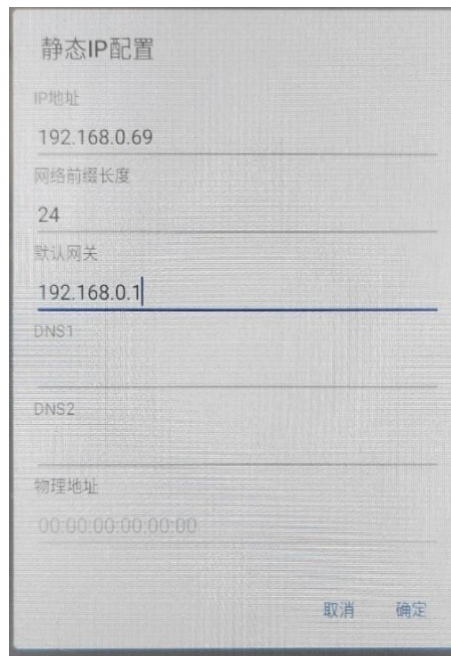 静态IP配置
IP地址
192.168.0.69
网络前缀长度
24
默认网关
192.168.0.1
DNS1
DNS2
物理地址
00:00:00:00:00:00
取消 确定